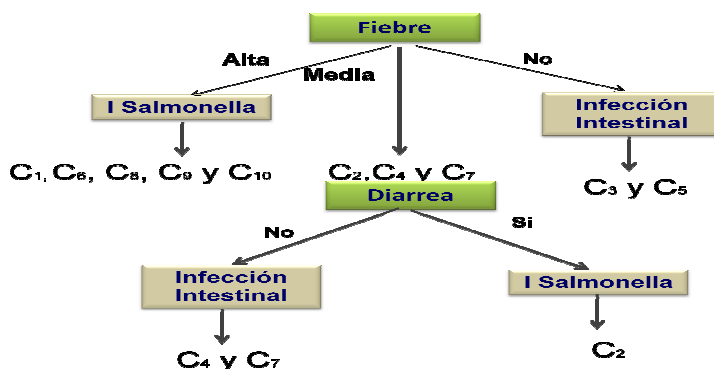 Fiebre
Alta
Media
No
I Salmonella
Infección
Intestinal
C1, C6, C8, C9 y C10
C2,C4 y C7
C3 y C5
Diarrea
No
Si
Infección
Intestinal
I Salmonella
C4 y C7
C2